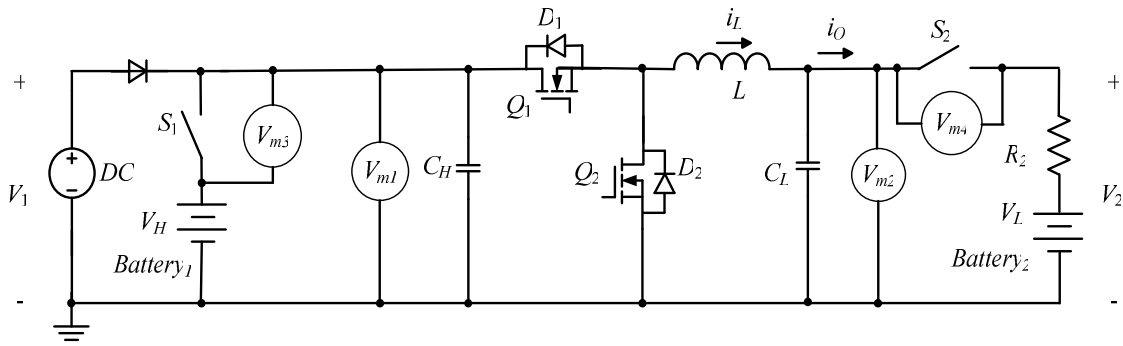 D1
iL
iO
S2
+
L
+
S1
Vm3
Q1
Vm4
R2
+
DC
Vm1
CH
Q2
D2
CL
Vm2
V1
-
V2
VH
VL
Battery1
Battery2
-
-